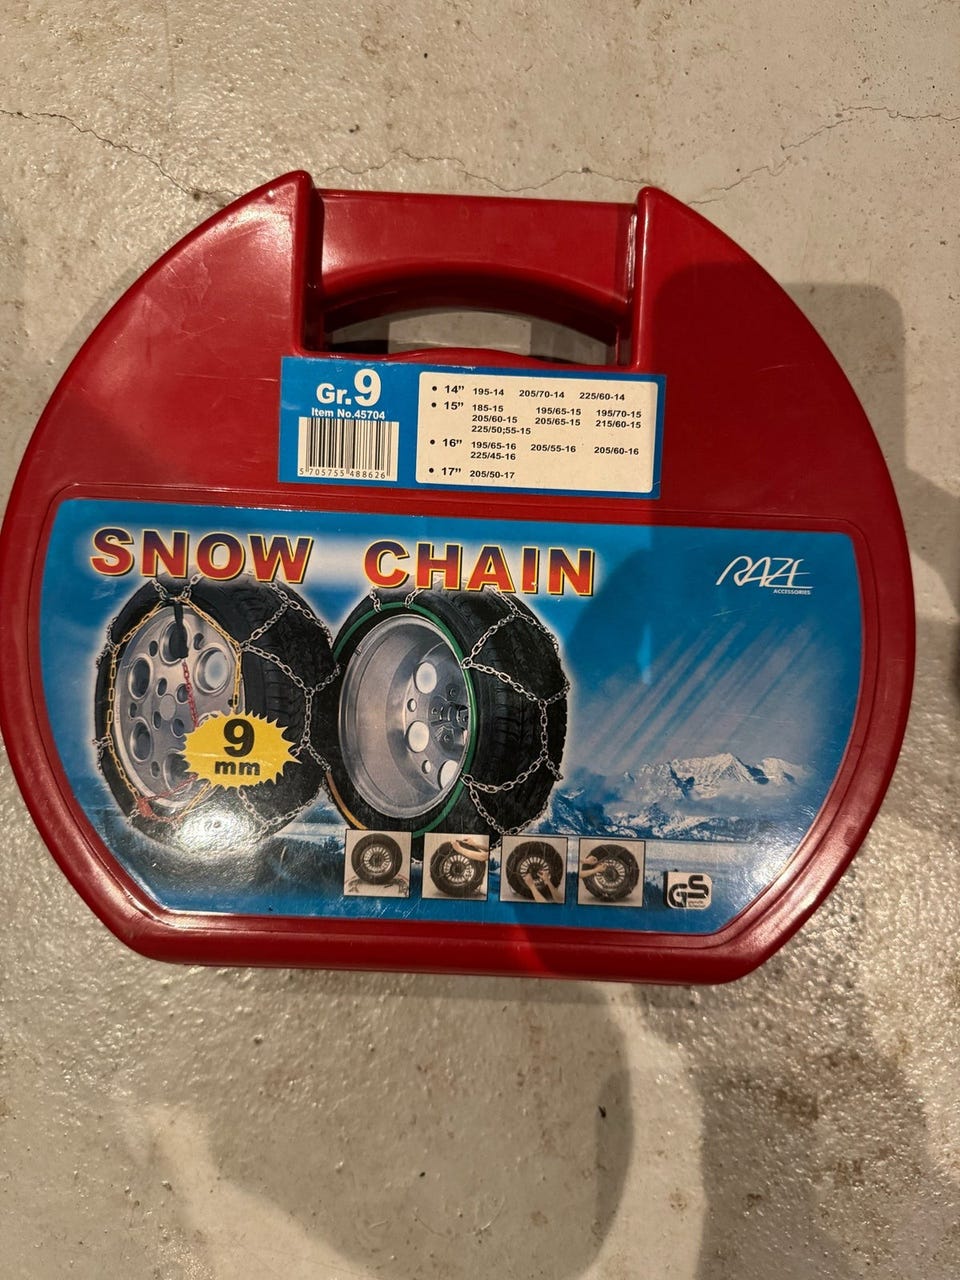 Gr.9
Item No.45704
5 705755 488626
• 14" 195-14 205/70-14 225/60-14
• 15" 185-15 195/65-15 195/70-15
205/60-15 205/65-15 215/60-15
225/50;55-15
• 16" 195/65-16 205/55-16 205/60-16
225/45-16
• 17" 205/50-17
SNOW CHAIN
RAZE
ACCESSORIES
9
mm
GS